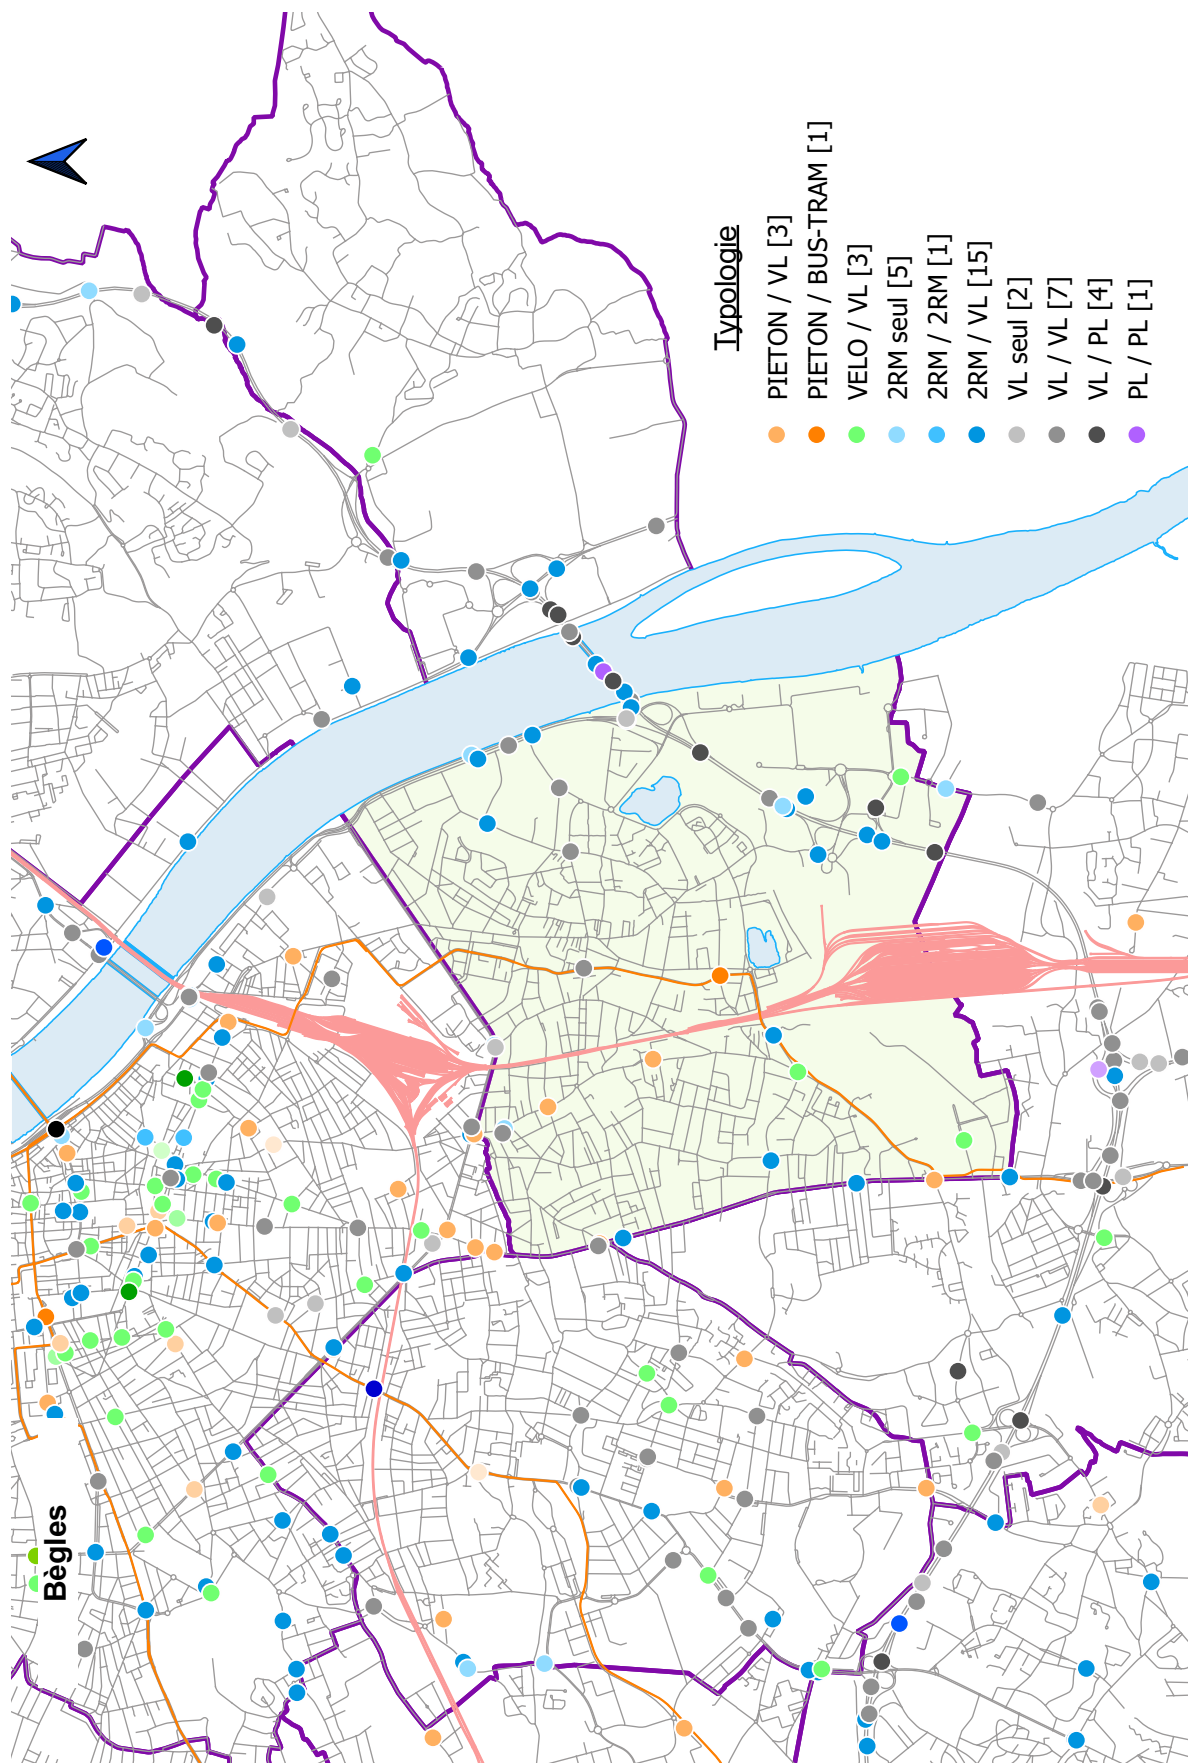 Bègles
Typologie
PIETON / VL [3]
PIETON / BUS-TRAM [1]
VELO / VL [3]
2RM seul [5]
2RM / 2RM [1]
2RM / VL [15]
VL seul [2]
VL / VL [7]
VL / PL [4]
PL / PL [1]